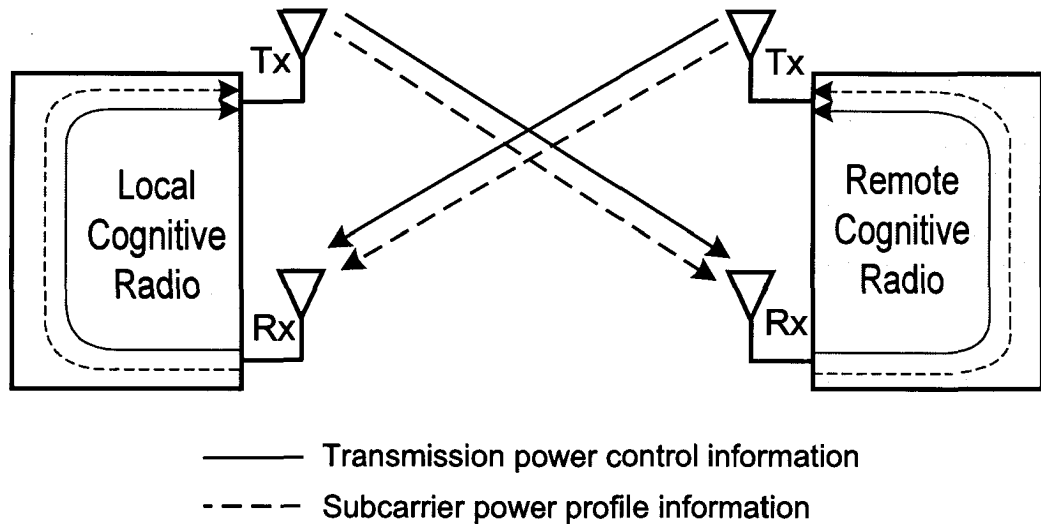 Tx
Tx
Local
Cognitive
Radio
Remote
Cognitive
Radio
Rx
Rx
Transmission power control information
Subcarrier power profile information